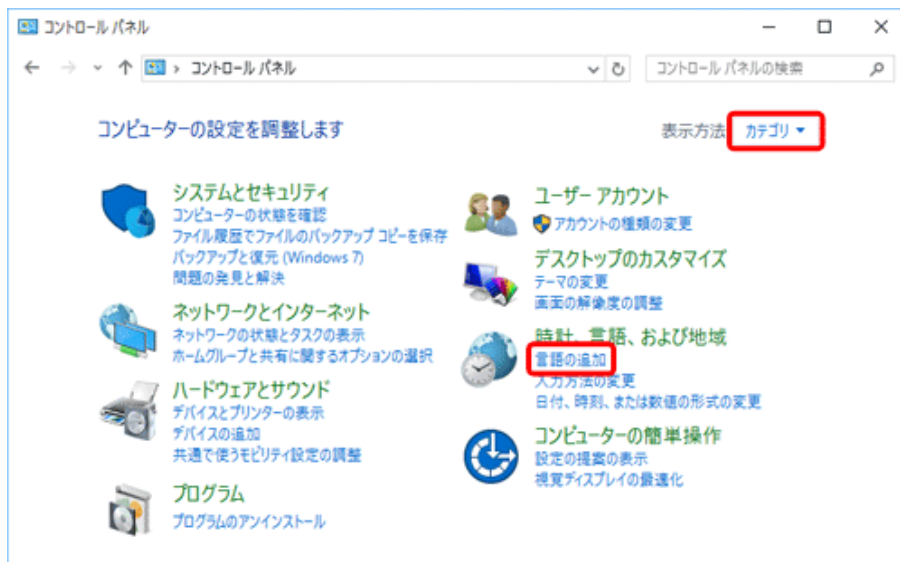 コントロール パネル
コントロール パネル
コントロール パネルの検索
コンピューターの設定を調整します
表示方法
カテゴリ
システムとセキュリティ
コンピューターの状態を確認
ファイル履歴でファイルのバックアップ コピーを保存
バックアップと復元 (Windows 7)
問題の発見と解決
ネットワークとインターネット
ネットワークの状態とタスクの表示
ホームグループと共有に関するオプションの選択
ハードウェアとサウンド
デバイスとプリンターの表示
デバイスの追加
共通で使うモビリティ設定の調整
プログラム
プログラムのアンインストール
ユーザー アカウント
アカウントの種類の変更
デスクトップのカスタマイズ
テーマの変更
画面の解像度の調整
時計、言語、および地域
言語の追加
入力方法の変更
日付、時刻、または数値の形式の変更
コンピューターの簡単操作
設定の提案の表示
視覚ディスプレイの最適化